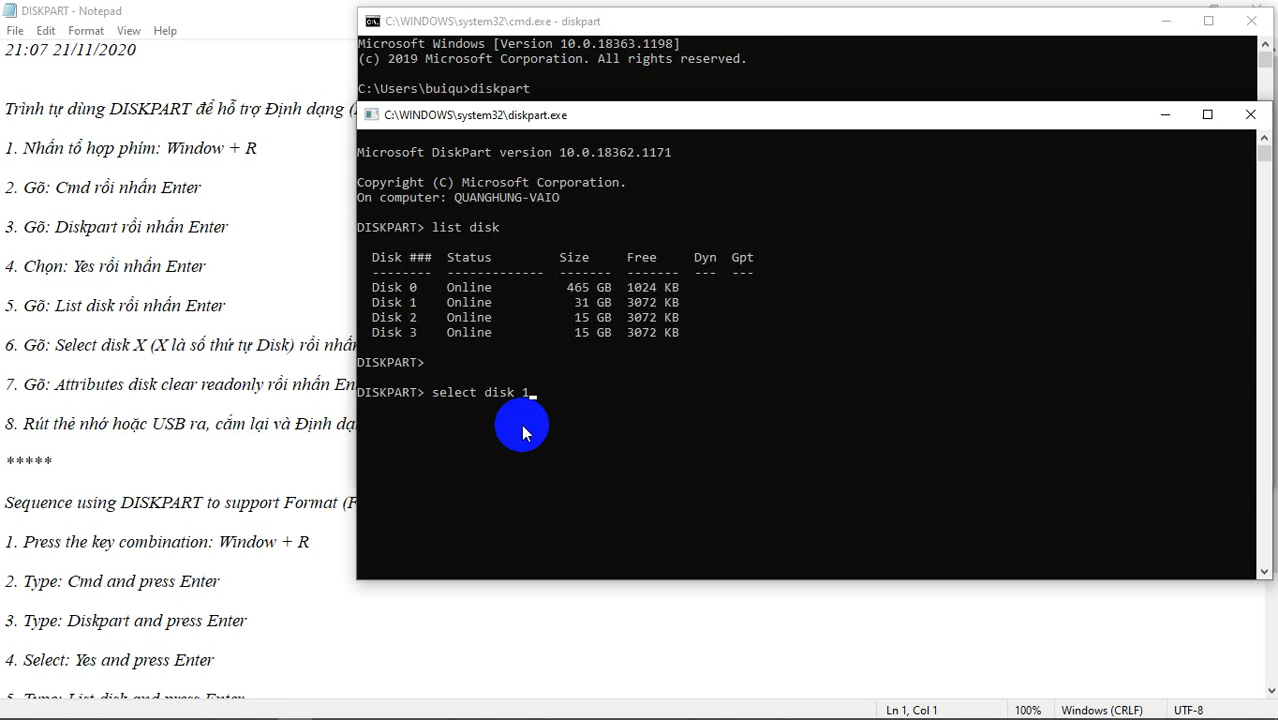 DISKPART - Notepad
File Edit Format View Help
21:07 21/11/2020
Trình tự dùng DISKPART để hỗ trợ Định dạng
1. Nhấn tổ hợp phím: Window + R
2. Gõ: Cmd rồi nhấn Enter
3. Gõ: Diskpart rồi nhấn Enter
4. Chọn: Yes rồi nhấn Enter
5. Gõ: List disk rồi nhấn Enter
6. Gõ: Select disk X (X là số thứ tự Disk) rồi nhấn
7. Gõ: Attributes disk clear readonly rồi nhấn
8. Rút thẻ nhớ hoặc USB ra, cắm lại và Định dạng
*****
Sequence using DISKPART to support Format
1. Press the key combination: Window + R
2. Type: Cmd and press Enter
3. Type: Diskpart and press Enter
4. Select: Yes and press Enter
5. Type: List disk and press Enter
Ln 1, Col 1 100% Windows (CRLF) UTF-8
C:\WINDOWS\system32\cmd.exe - diskpart
Microsoft Windows [Version 10.0.18363.1198]
(c) 2019 Microsoft Corporation. All rights reserved.
C:\Users\buiqu>diskpart
C:\WINDOWS\system32\diskpart.exe
Microsoft DiskPart version 10.0.18362.1171
Copyright (C) Microsoft Corporation.
On computer: QUANGHUNG-VAIO
DISKPART> list disk
Disk ### Status Size Free Dyn Gpt
-------- ------------- ------- ------- --- ---
Disk 0 Online 465 GB 1024 KB
Disk 1 Online 31 GB 3072 KB
Disk 2 Online 15 GB 3072 KB
Disk 3 Online 15 GB 3072 KB
DISKPART>
DISKPART> select disk 1